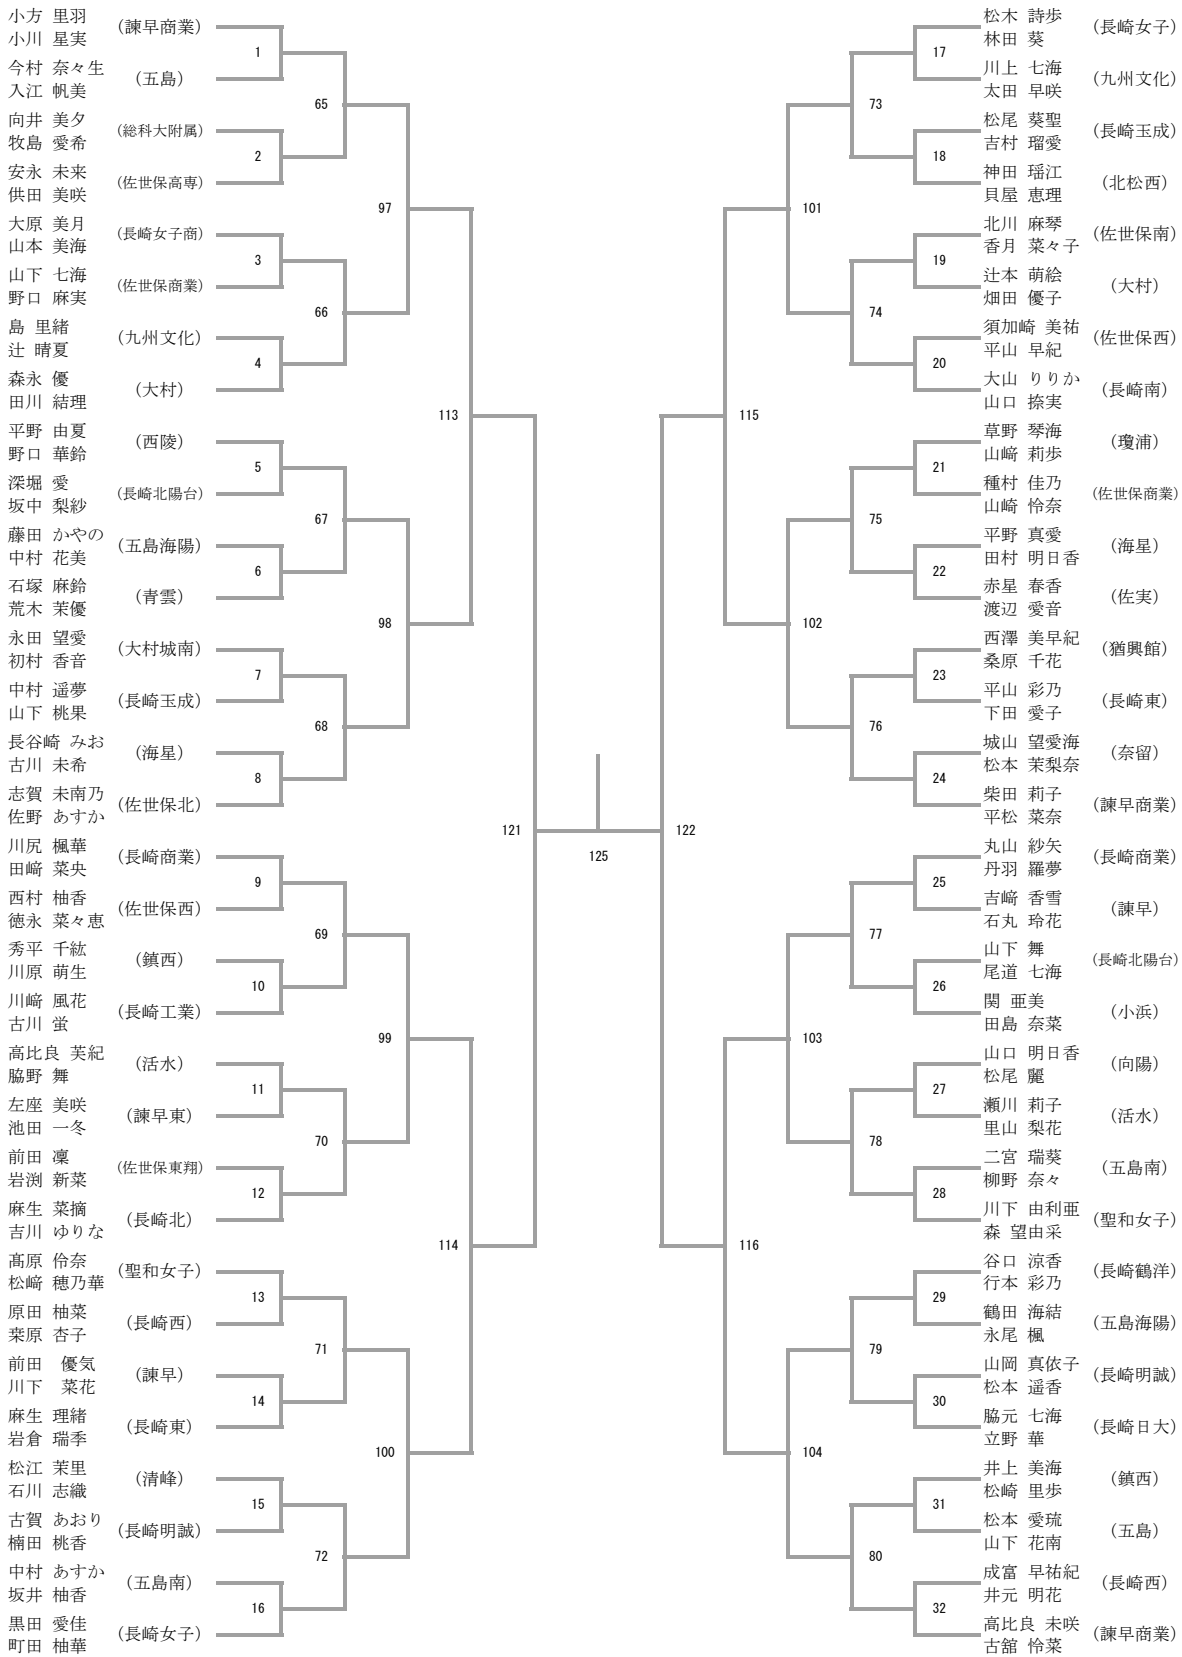 小方 里羽
小川 星実
(諫早商業)
1
今村 奈々生
入江 帆美
(五島)
65
向井 美夕
牧島 愛希
(総科大附属)
2
安永 未来
供田 美咲
(佐世保高専)
97
大原 美月
山本 美海
(長崎女子商)
3
山下 七海
野口 麻実
(佐世保商業)
66
島 里緒
辻 晴夏
(九州文化)
4
森永 優
田川 結理
(大村)
113
平野 由夏
野口 華鈴
(西陵)
5
深堀 愛
坂中 梨紗
(長崎北陽台)
67
藤田 かやの
中村 花美
(五島海陽)
6
石塚 麻鈴
荒木 茉優
(青雲)
98
永田 望愛
初村 香音
(大村城南)
7
中村 遥夢
山下 桃果
(長崎玉成)
68
長谷崎 みお
古川 未希
(海星)
8
志賀 未南乃
佐野 あすか
(佐世保北)
121
川尻 楓華
田﨑 菜央
(長崎商業)
9
西村 柚香
徳永 菜々恵
(佐世保西)
69
秀平 千紘
川原 萌生
(鎮西)
10
川﨑 風花
古川 蛍
(長崎工業)
99
高比良 芙紀
脇野 舞
(活水)
11
左座 美咲
池田 一冬
(諫早東)
70
前田 凜
岩渕 新菜
(佐世保東翔)
12
麻生 菜摘
吉川 ゆりな
(長崎北)
114
髙原 伶奈
松﨑 穂乃華
(聖和女子)
13
原田 柚菜
桒原 杏子
(長崎西)
71
前田 優気
川下 菜花
(諫早)
14
麻生 理緒
岩倉 瑞季
(長崎東)
100
松江 茉里
石川 志織
(清峰)
15
古賀 あおり
楠田 桃香
(長崎明誠)
72
中村 あすか
坂井 柚香
(五島南)
16
黒田 愛佳
町田 柚華
(長崎女子)
125
松木 詩歩
林田 葵
(長崎女子)
17
川上 七海
太田 早咲
(九州文化)
73
松尾 葵聖
吉村 瑠愛
(長崎玉成)
18
神田 瑶江
貝屋 恵理
(北松西)
101
北川 麻琴
香月 菜々子
(佐世保南)
19
辻本 萌絵
畑田 優子
(大村)
74
須加崎 美祐
平山 早紀
(佐世保西)
20
大山 りりか
山口 捺実
(長崎南)
115
草野 琴海
山﨑 莉歩
(瓊浦)
21
種村 佳乃
山崎 怜奈
(佐世保商業)
75
平野 真愛
田村 明日香
(海星)
22
赤星 春香
渡辺 愛音
(佐実)
102
西澤 美早紀
桑原 千花
(猶興館)
23
平山 彩乃
下田 愛子
(長崎東)
76
城山 望愛海
松本 茉梨奈
(奈留)
24
柴田 莉子
平松 菜奈
(諫早商業)
122
丸山 紗矢
丹羽 羅夢
(長崎商業)
25
吉﨑 香雪
石丸 玲花
(諫早)
77
山下 舞
尾道 七海
(長崎北陽台)
26
関 亜美
田島 奈菜
(小浜)
103
山口 明日香
松尾 麗
(向陽)
27
瀬川 莉子
里山 梨花
(活水)
78
二宮 瑞葵
柳野 奈々
(五島南)
28
川下 由利亜
森 望由采
(聖和女子)
116
谷口 涼香
行本 彩乃
(長崎鶴洋)
29
鶴田 海結
永尾 楓
(五島海陽)
79
山岡 真依子
松本 遥香
(長崎明誠)
30
脇元 七海
立野 華
(長崎日大)
104
井上 美海
松崎 里歩
(鎮西)
31
松本 愛琉
山下 花南
(五島)
80
成富 早祐紀
井元 明花
(長崎西)
32
高比良 未咲
古舘 怜菜
(諫早商業)